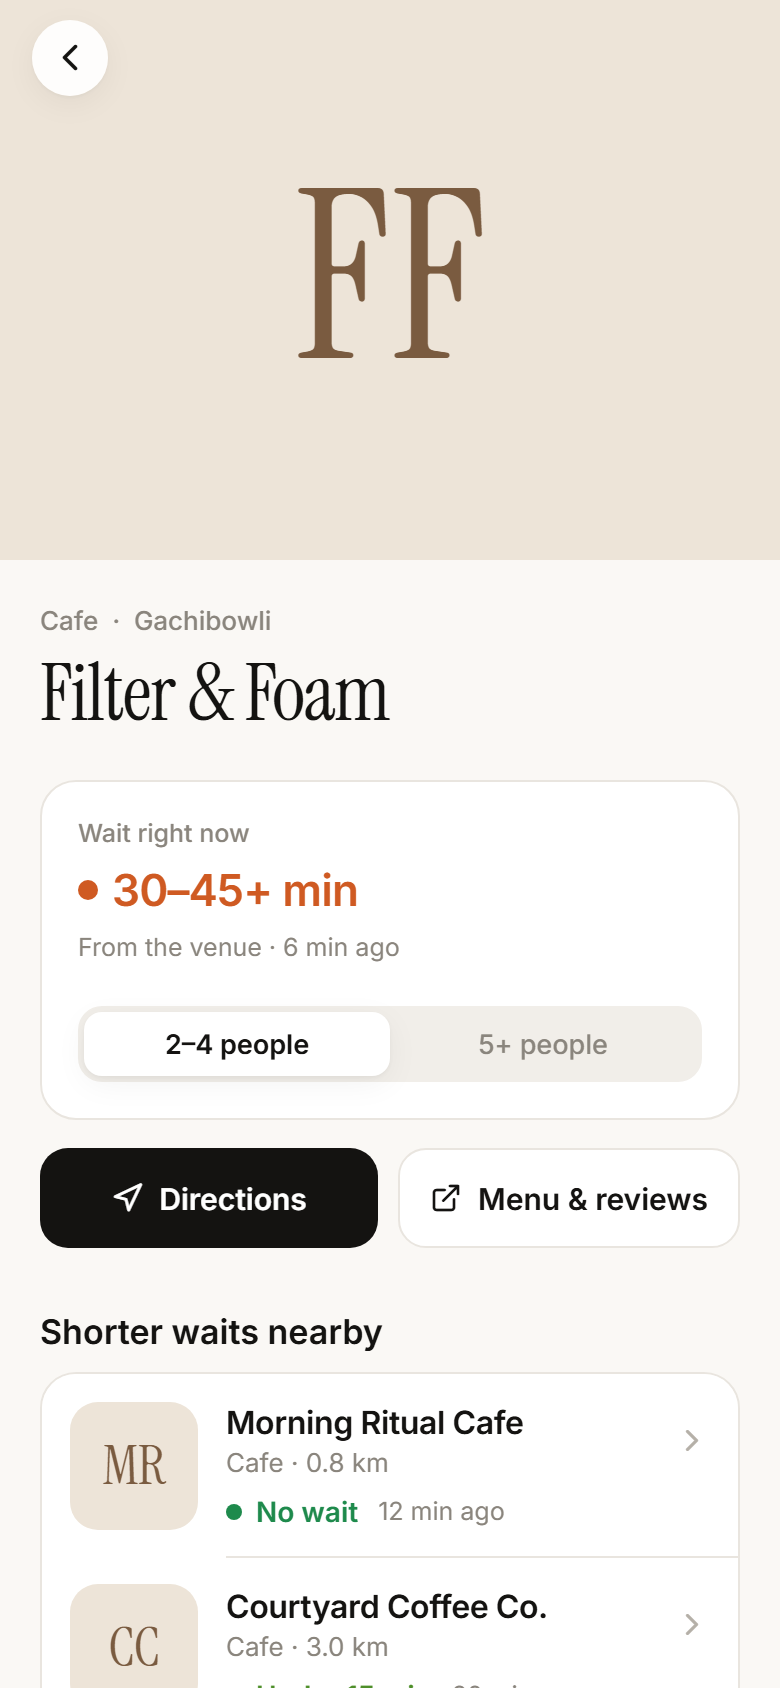 FF
Cafe · Gachibowli
Filter & Foam
Wait right now
30–45+ min
From the venue · 6 min ago
2–4 people
5+ people
Directions
Menu & reviews
Shorter waits nearby
MR
Morning Ritual Cafe
Cafe · 0.8 km
No wait 12 min ago
CC
Courtyard Coffee Co.
Cafe · 3.0 km